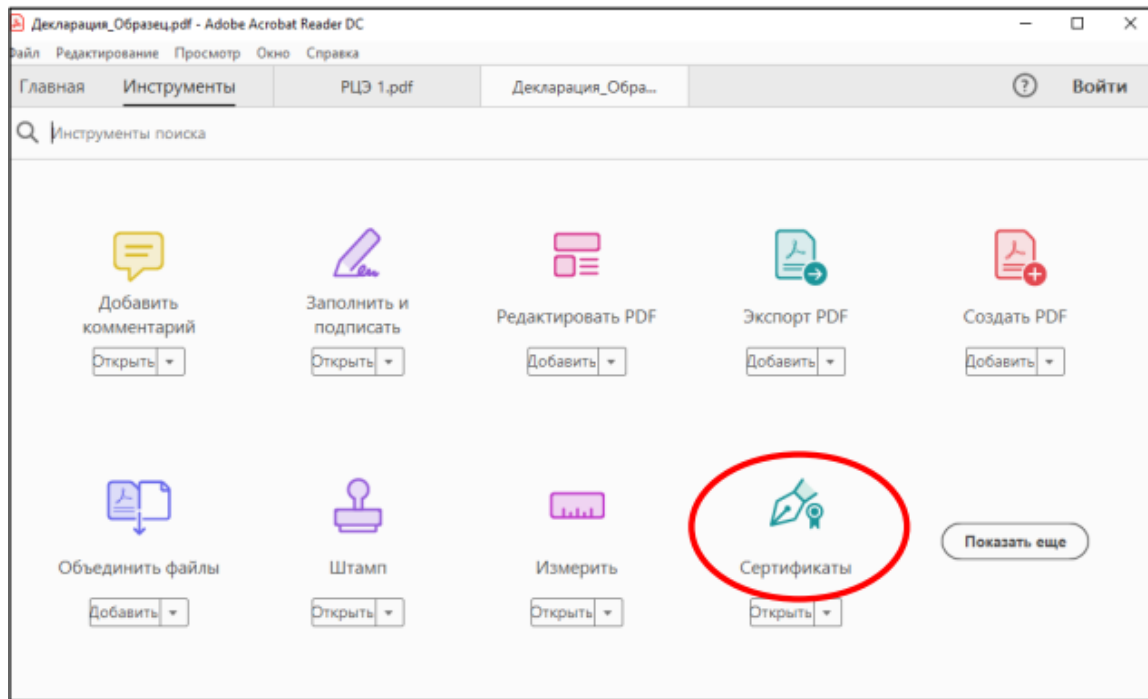 Декларация_Образец.pdf - Adobe Acrobat Reader DC
Файл Редактирование Просмотр Окно Справка
Главная Инструменты РЦЭ 1.pdf Декларация_Обра... ? Войти
Инструменты поиска
Добавить комментарий
Открыть
Заполнить и подписать
Открыть
Редактировать PDF
Добавить
Экспорт PDF
Добавить
Создать PDF
Добавить
Объединить файлы
Добавить
Штамп
Открыть
Измерить
Открыть
Сертификаты
Открыть
Показать еще